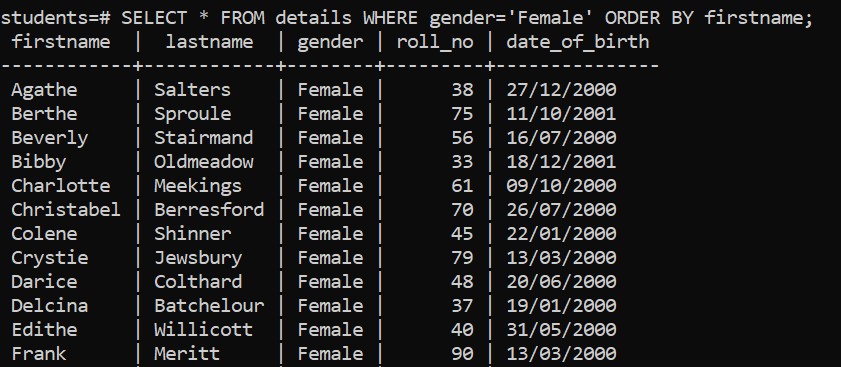 students=# SELECT * FROM details WHERE gender='Female' ORDER BY firstname;
 firstname  |  lastname  | gender | roll_no | date_of_birth
------------+------------+--------+---------+---------------
 Agathe     | Salters    | Female |      38 | 27/12/2000
 Berthe     | Sproule    | Female |      75 | 11/10/2001
 Beverly    | Stairmand  | Female |      56 | 16/07/2000
 Bibby      | Oldmeadow  | Female |      33 | 18/12/2001
 Charlotte  | Meekings   | Female |      61 | 09/10/2000
 Christabel | Berresford | Female |      70 | 26/07/2000
 Colene     | Shinner    | Female |      45 | 22/01/2000
 Crystie    | Jewsbury   | Female |      79 | 13/03/2000
 Darice     | Colthard   | Female |      48 | 20/06/2000
 Delcina    | Batchelour | Female |      37 | 19/01/2000
 Edithe     | Willicott  | Female |      40 | 31/05/2000
 Frank      | Meritt     | Female |      90 | 13/03/2000